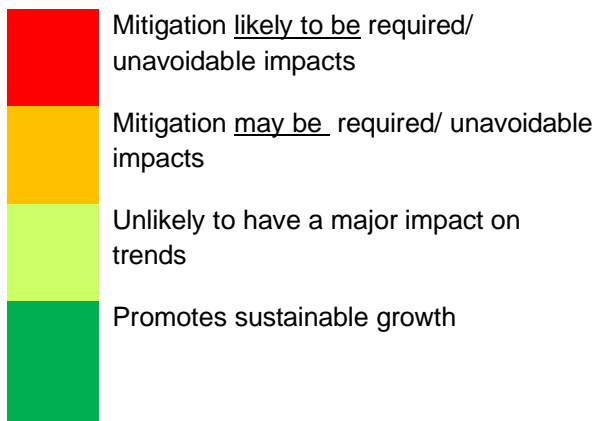 Mitigation likely to be required/
unavoidable impacts
Mitigation may be  required/ unavoidable
impacts
Unlikely to have a major impact on
trends
Promotes sustainable growth